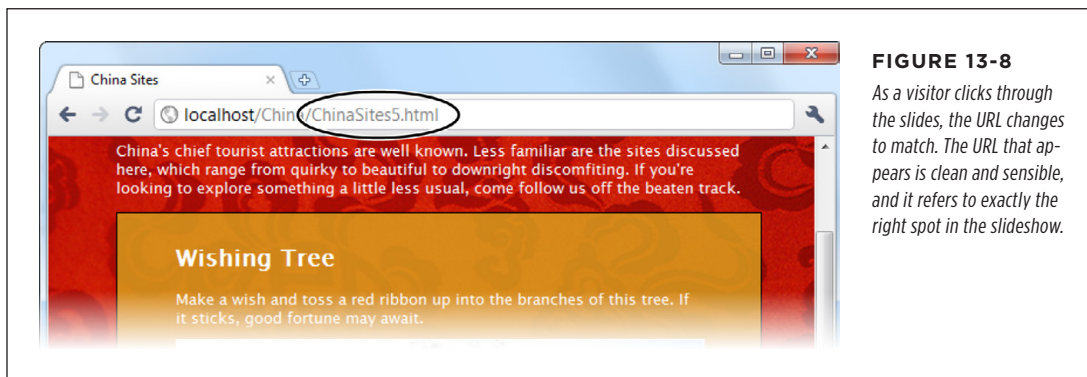 China Sites
localhost/China/ChinaSites5.html
China's chief tourist attractions are well known. Less familiar are the sites discussed
here, which range from quirky to beautiful to downright discomfiting. If you're
looking to explore something a little less usual, come follow us off the beaten track.
Wishing Tree
Make a wish and toss a red ribbon up into the branches of this tree. If
it sticks, good fortune may await.
FIGURE 13-8
As a visitor clicks through
the slides, the URL changes
to match. The URL that ap-
pears is clean and sensible,
and it refers to exactly the
right spot in the slideshow.